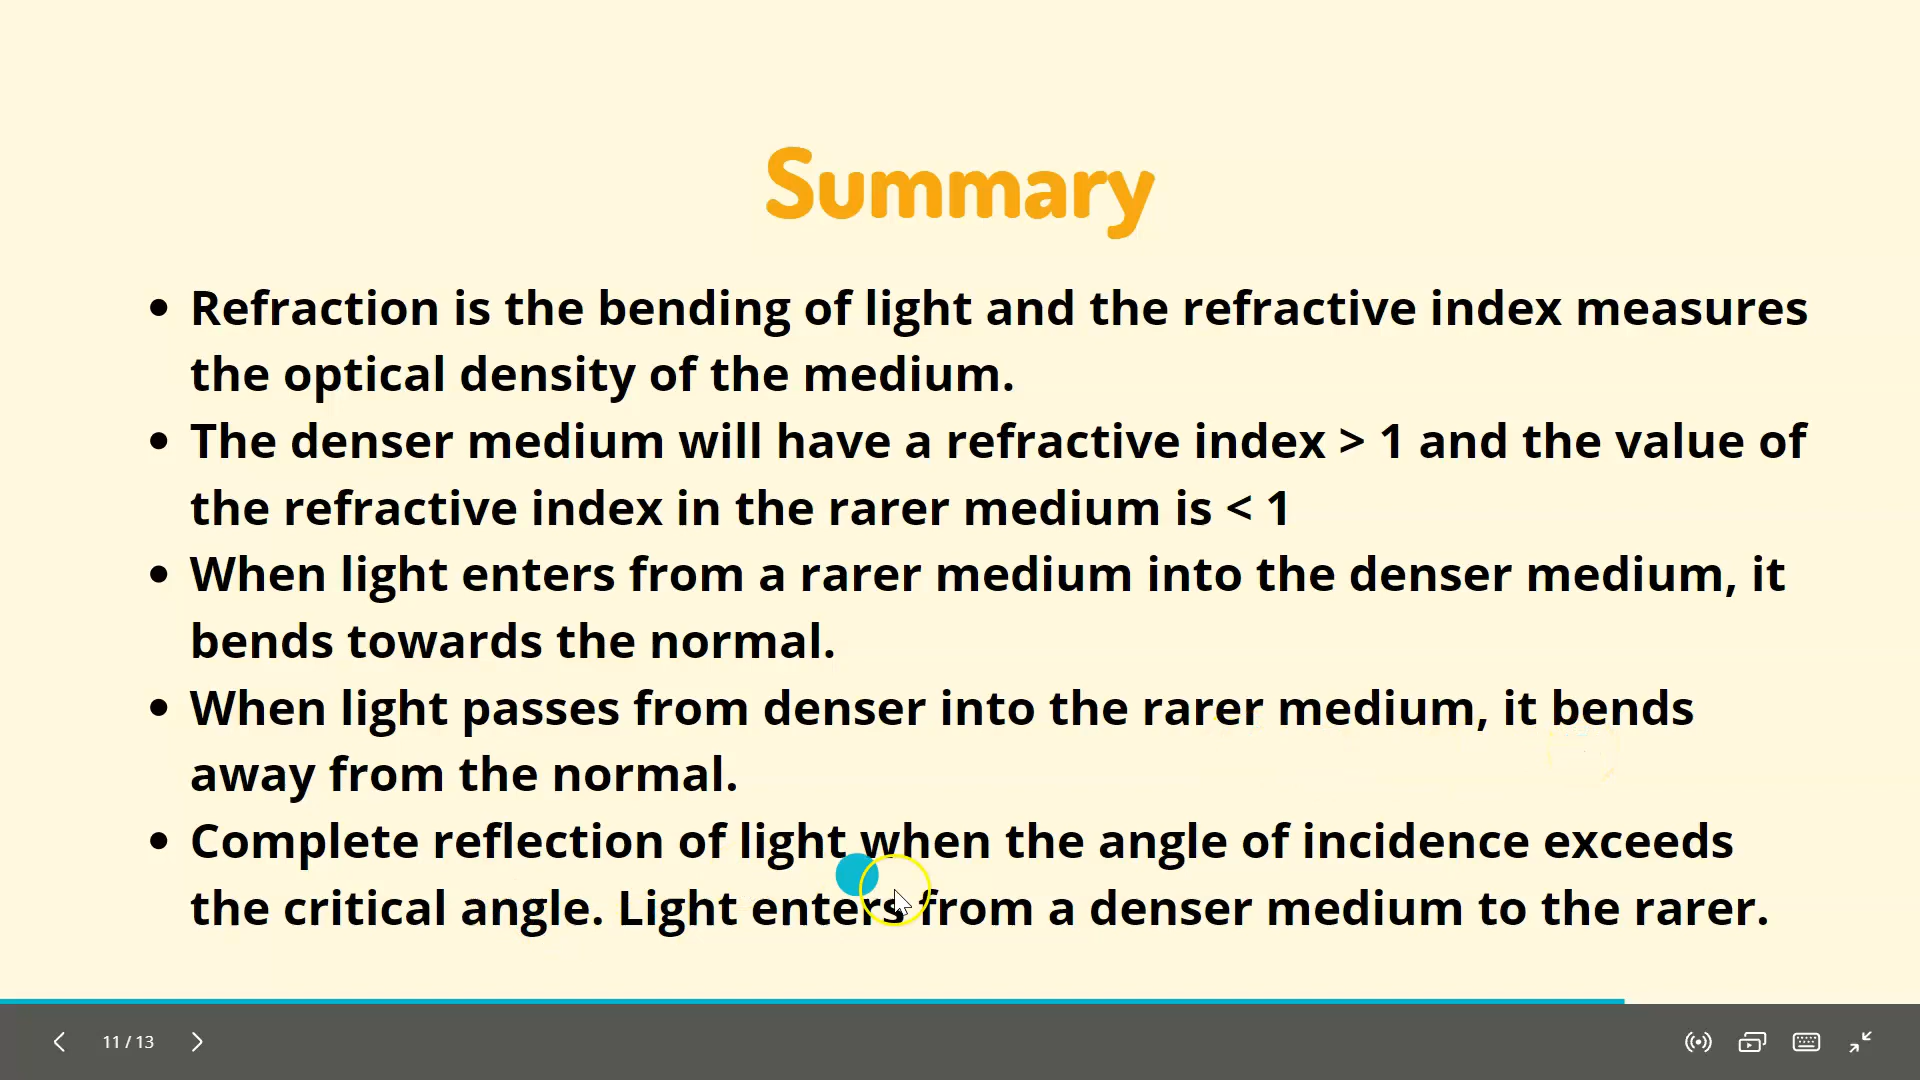 Summary
• Refraction is the bending of light and the refractive index measures
the optical density of the medium.
• The denser medium will have a refractive index > 1 and the value of
the refractive index in the rarer medium is < 1
• When light enters from a rarer medium into the denser medium, it
bends towards the normal.
• When light passes from denser into the rarer medium, it bends
away from the normal.
• Complete reflection of light when the angle of incidence exceeds
the critical angle. Light enters from a denser medium to the rarer.
11 / 13